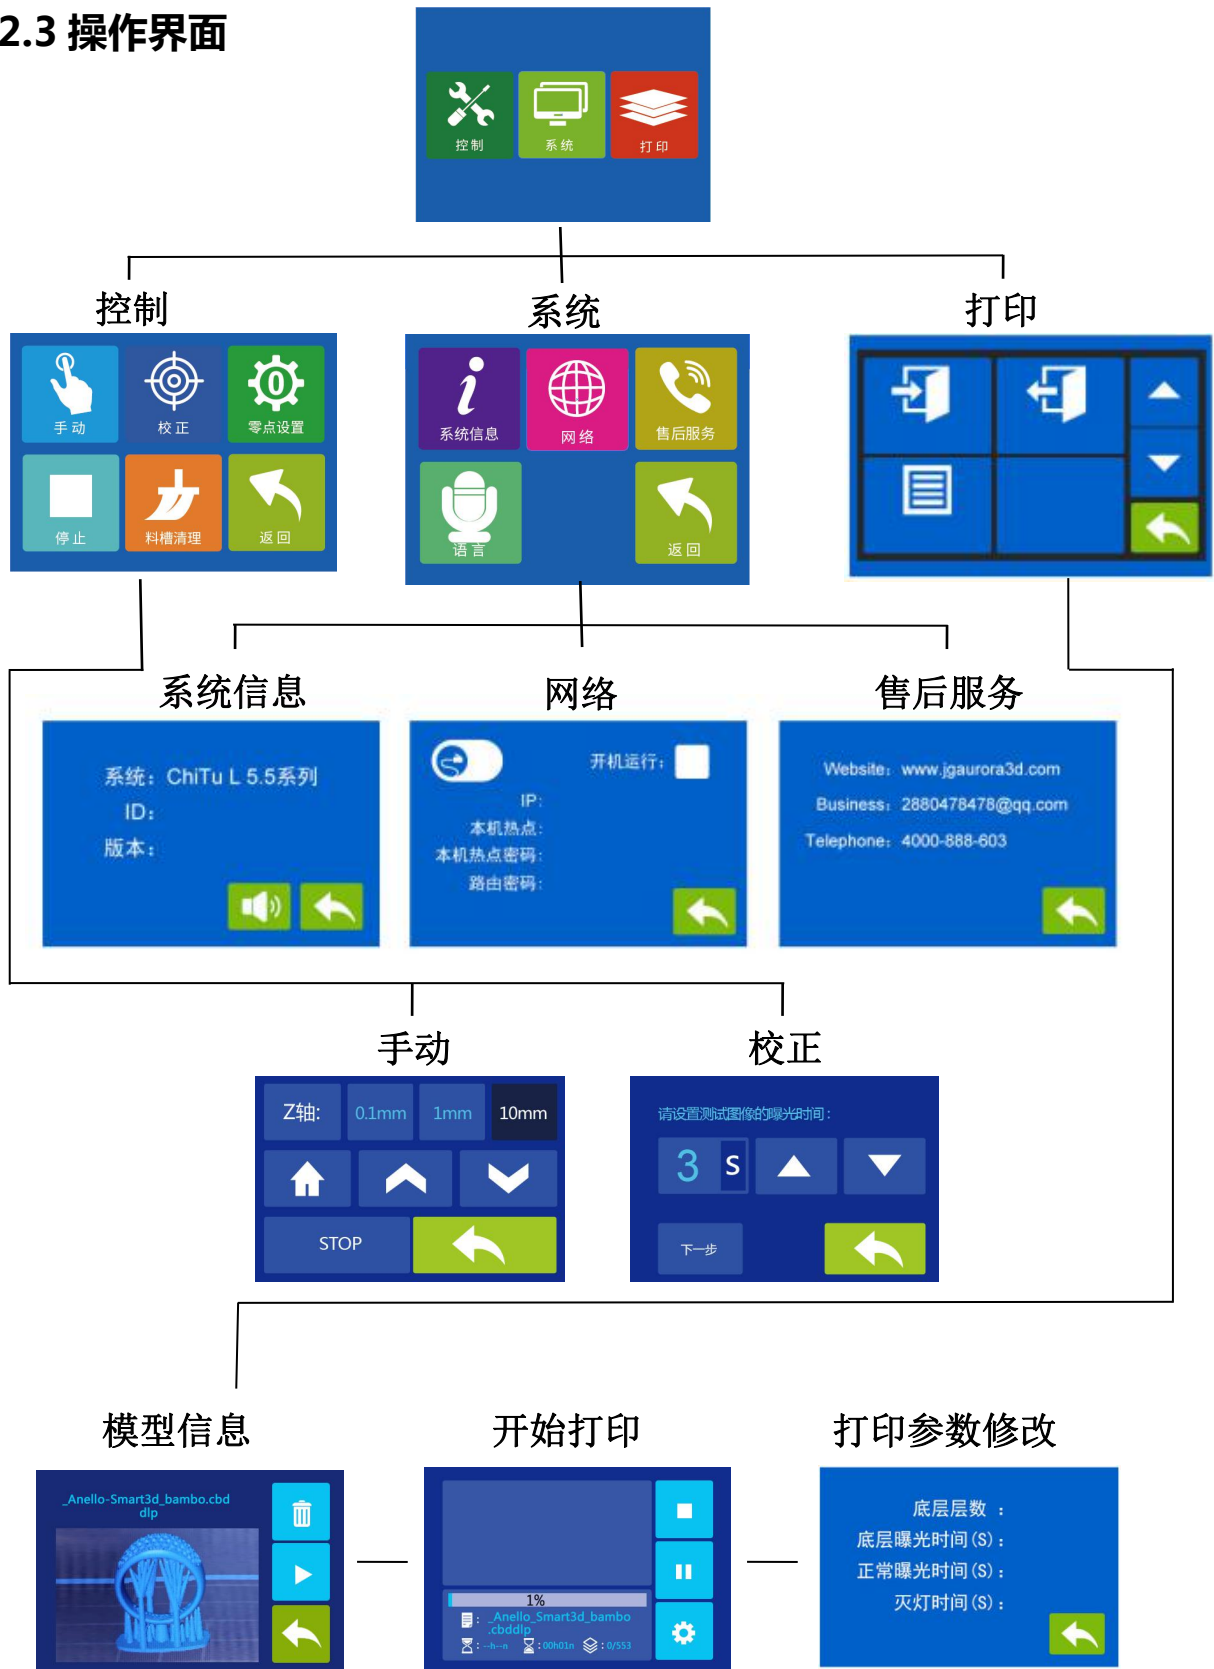 2.3 操作界面
控制
系统
打印
控制
系统
打印
手动
校正
零点设置
停止
料槽清理
返回
系统信息
网络
售后服务
语言
返回
系统信息
网络
售后服务
系统：ChiTu L 5.5系列
ID：
版本：
开机运行：
IP：
本机热点：
本机热点密码：
路由密码：
Website：www.jgaurora3d.com
Business：2880478478@qq.com
Telephone：4000-888-603
手动
校正
Z轴: 0.1mm 1mm 10mm
STOP
请设置测试图像的曝光时间：
3 S
下一步
模型信息
开始打印
打印参数修改
_Anello-Smart3d_bambo.cbd
dlp
1%
: _Anello_Smart3d_bambo
.cbddlp
: --h--n : 00h01n : 0/553
底层层数 ：
底层曝光时间(S)：
正常曝光时间(S)：
灭灯时间(S)：